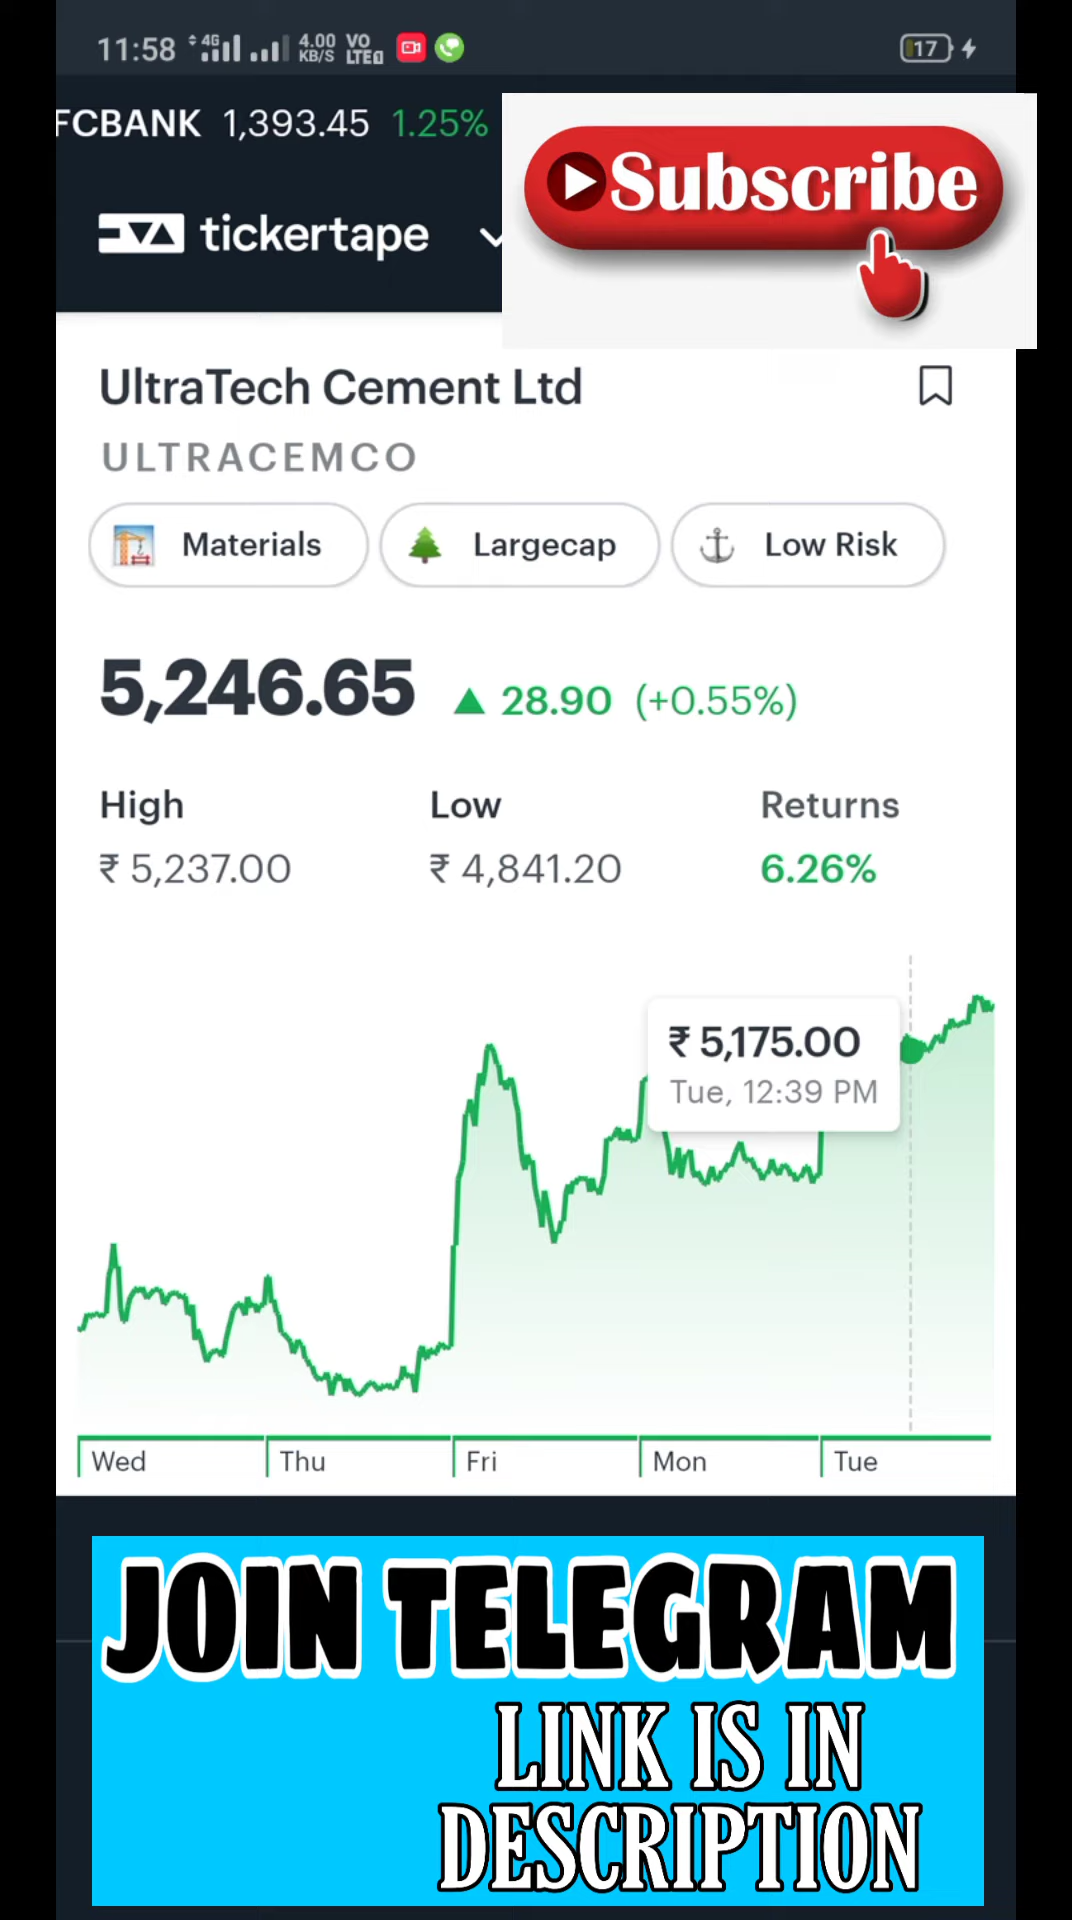 11:58 4G 4.00 KB/S VO LTE 17
FCBANK 1,393.45 1.25%
Subscribe
tickertape
UltraTech Cement Ltd
ULTRACEMCO
Materials Largecap Low Risk
5,246.65 ▲ 28.90 (+0.55%)
High Low Returns
₹ 5,237.00 ₹ 4,841.20 6.26%
₹ 5,175.00
Tue, 12:39 PM
Wed Thu Fri Mon Tue
JOIN TELEGRAM
LINK IS IN
DESCRIPTION